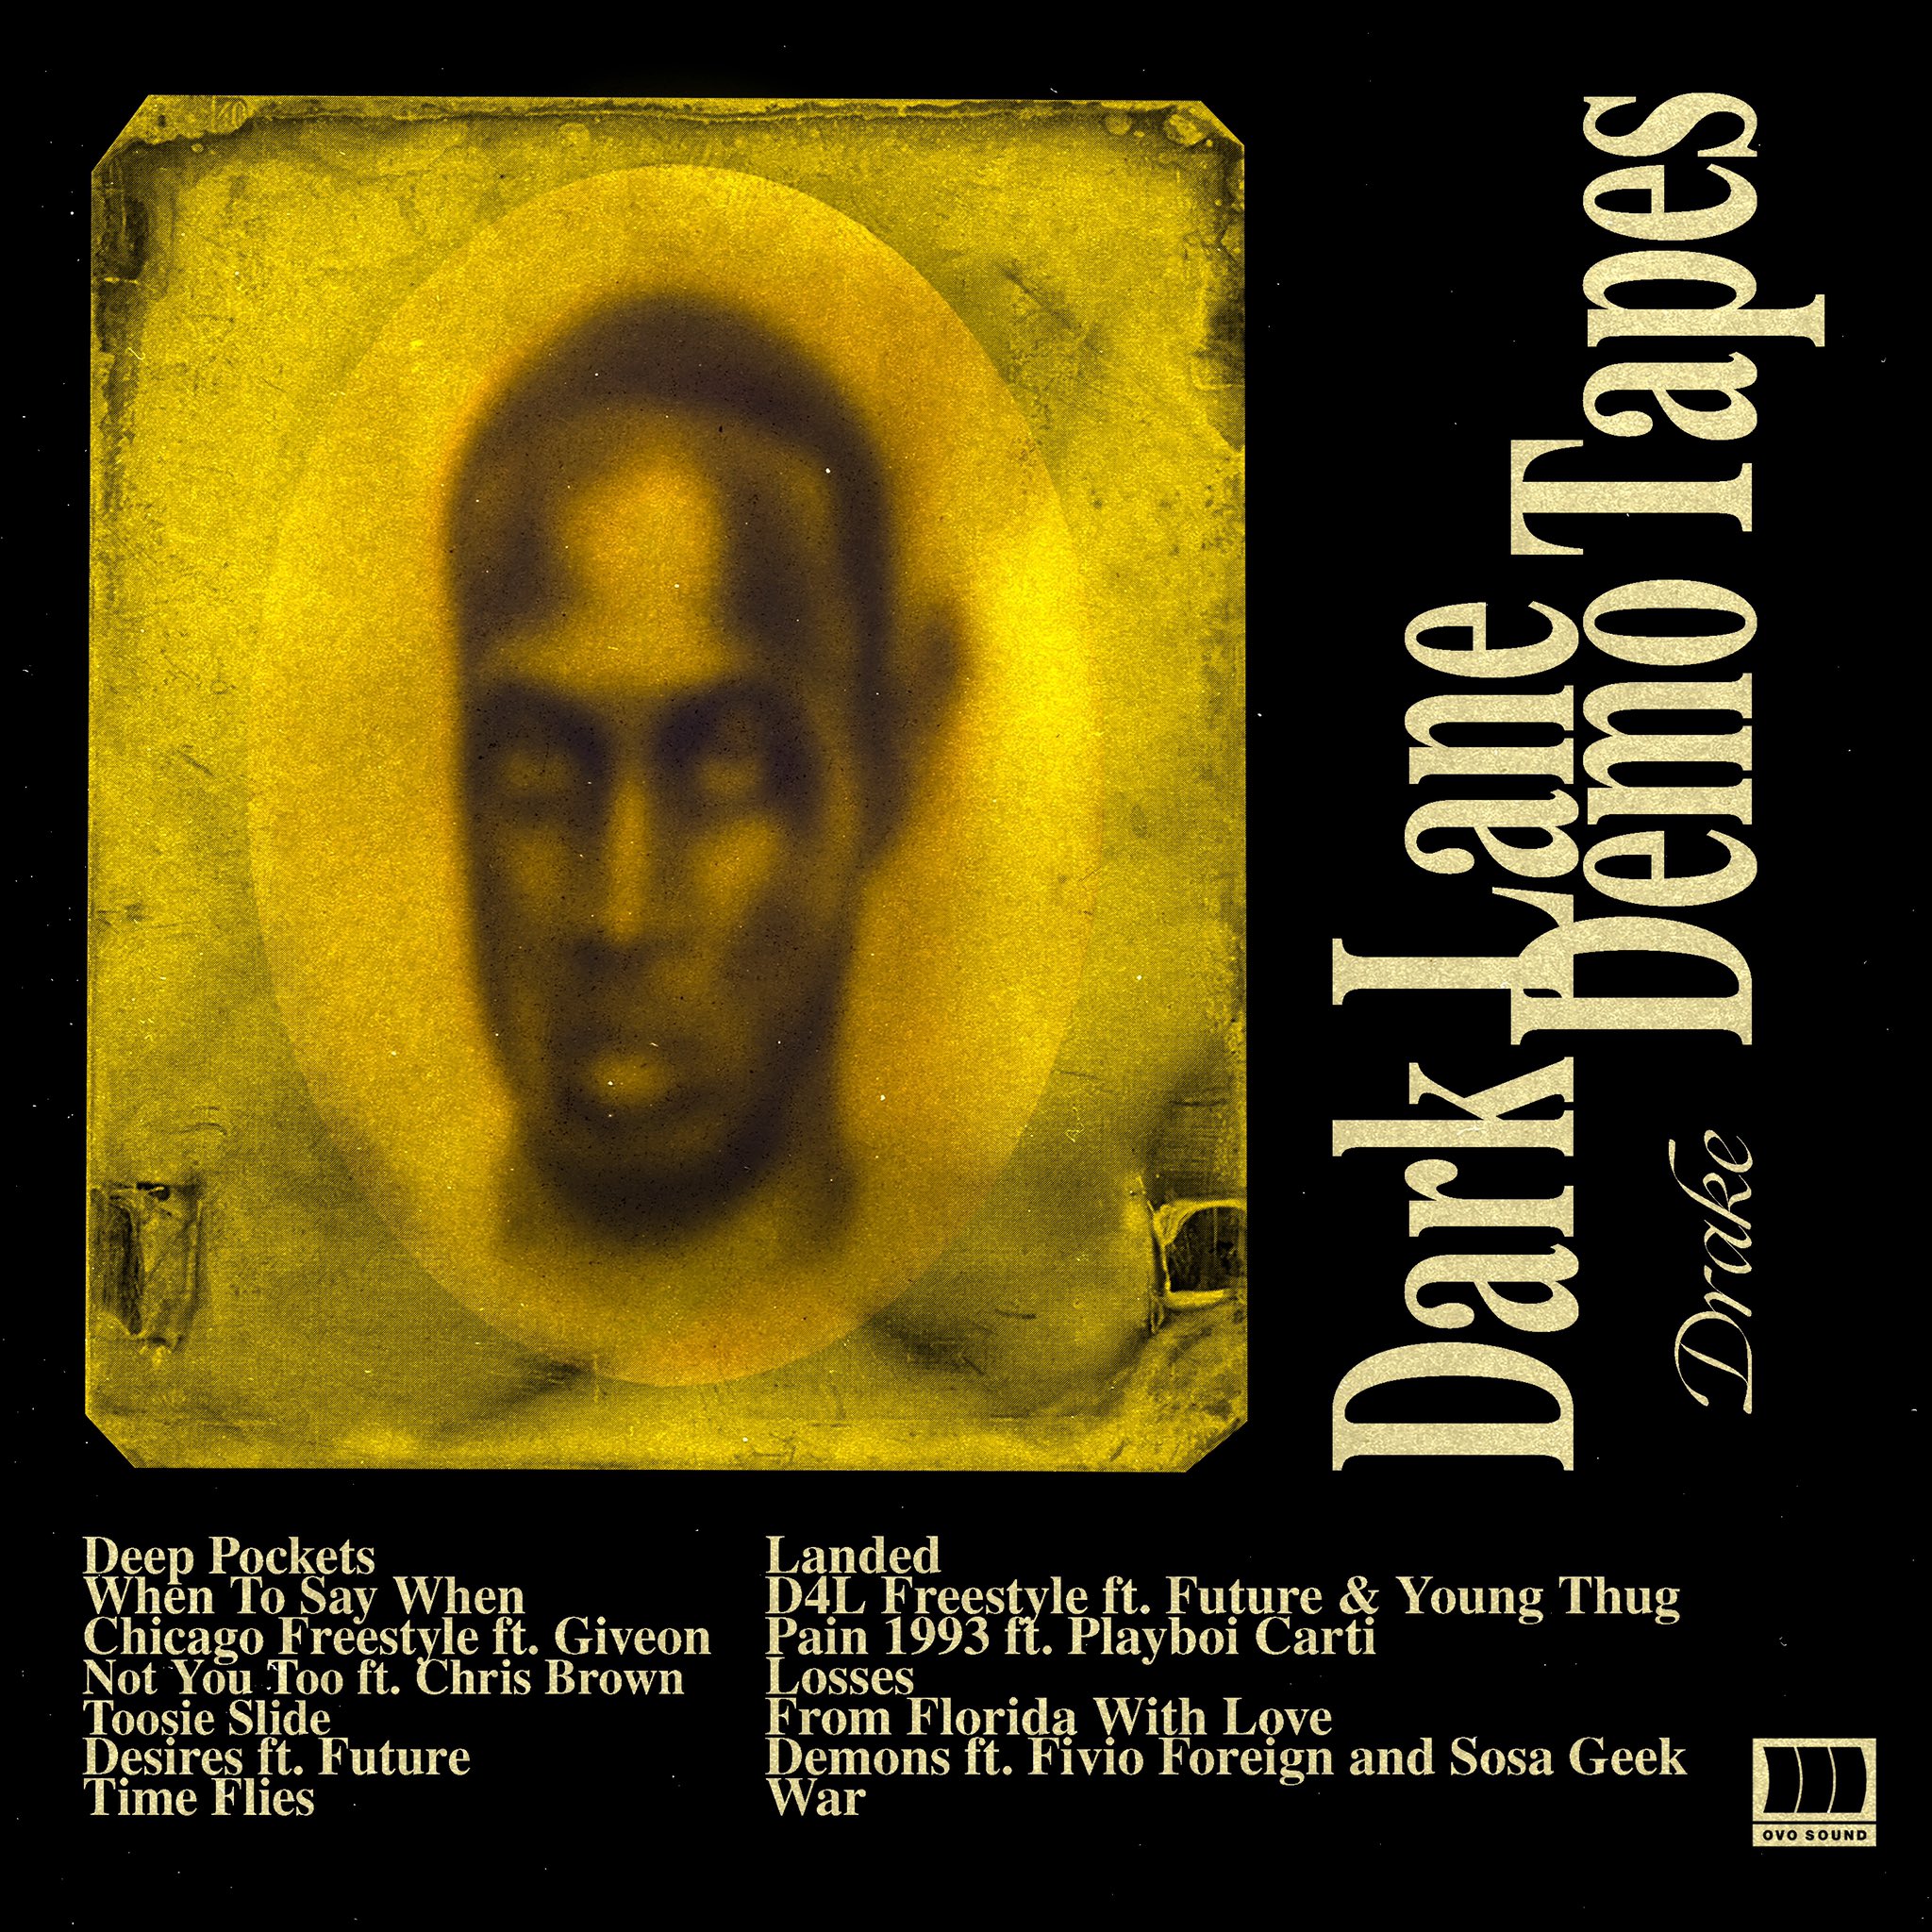 Dark Lane
Demo Tapes
Drake
Deep Pockets
When To Say When
Chicago Freestyle ft. Giveon
Not You Too ft. Chris Brown
Toosie Slide
Desires ft. Future
Time Flies
Landed
D4L Freestyle ft. Future & Young Thug
Pain 1993 ft. Playboi Carti
Losses
From Florida With Love
Demons ft. Fivio Foreign and Sosa Geek
War
OVO SOUND